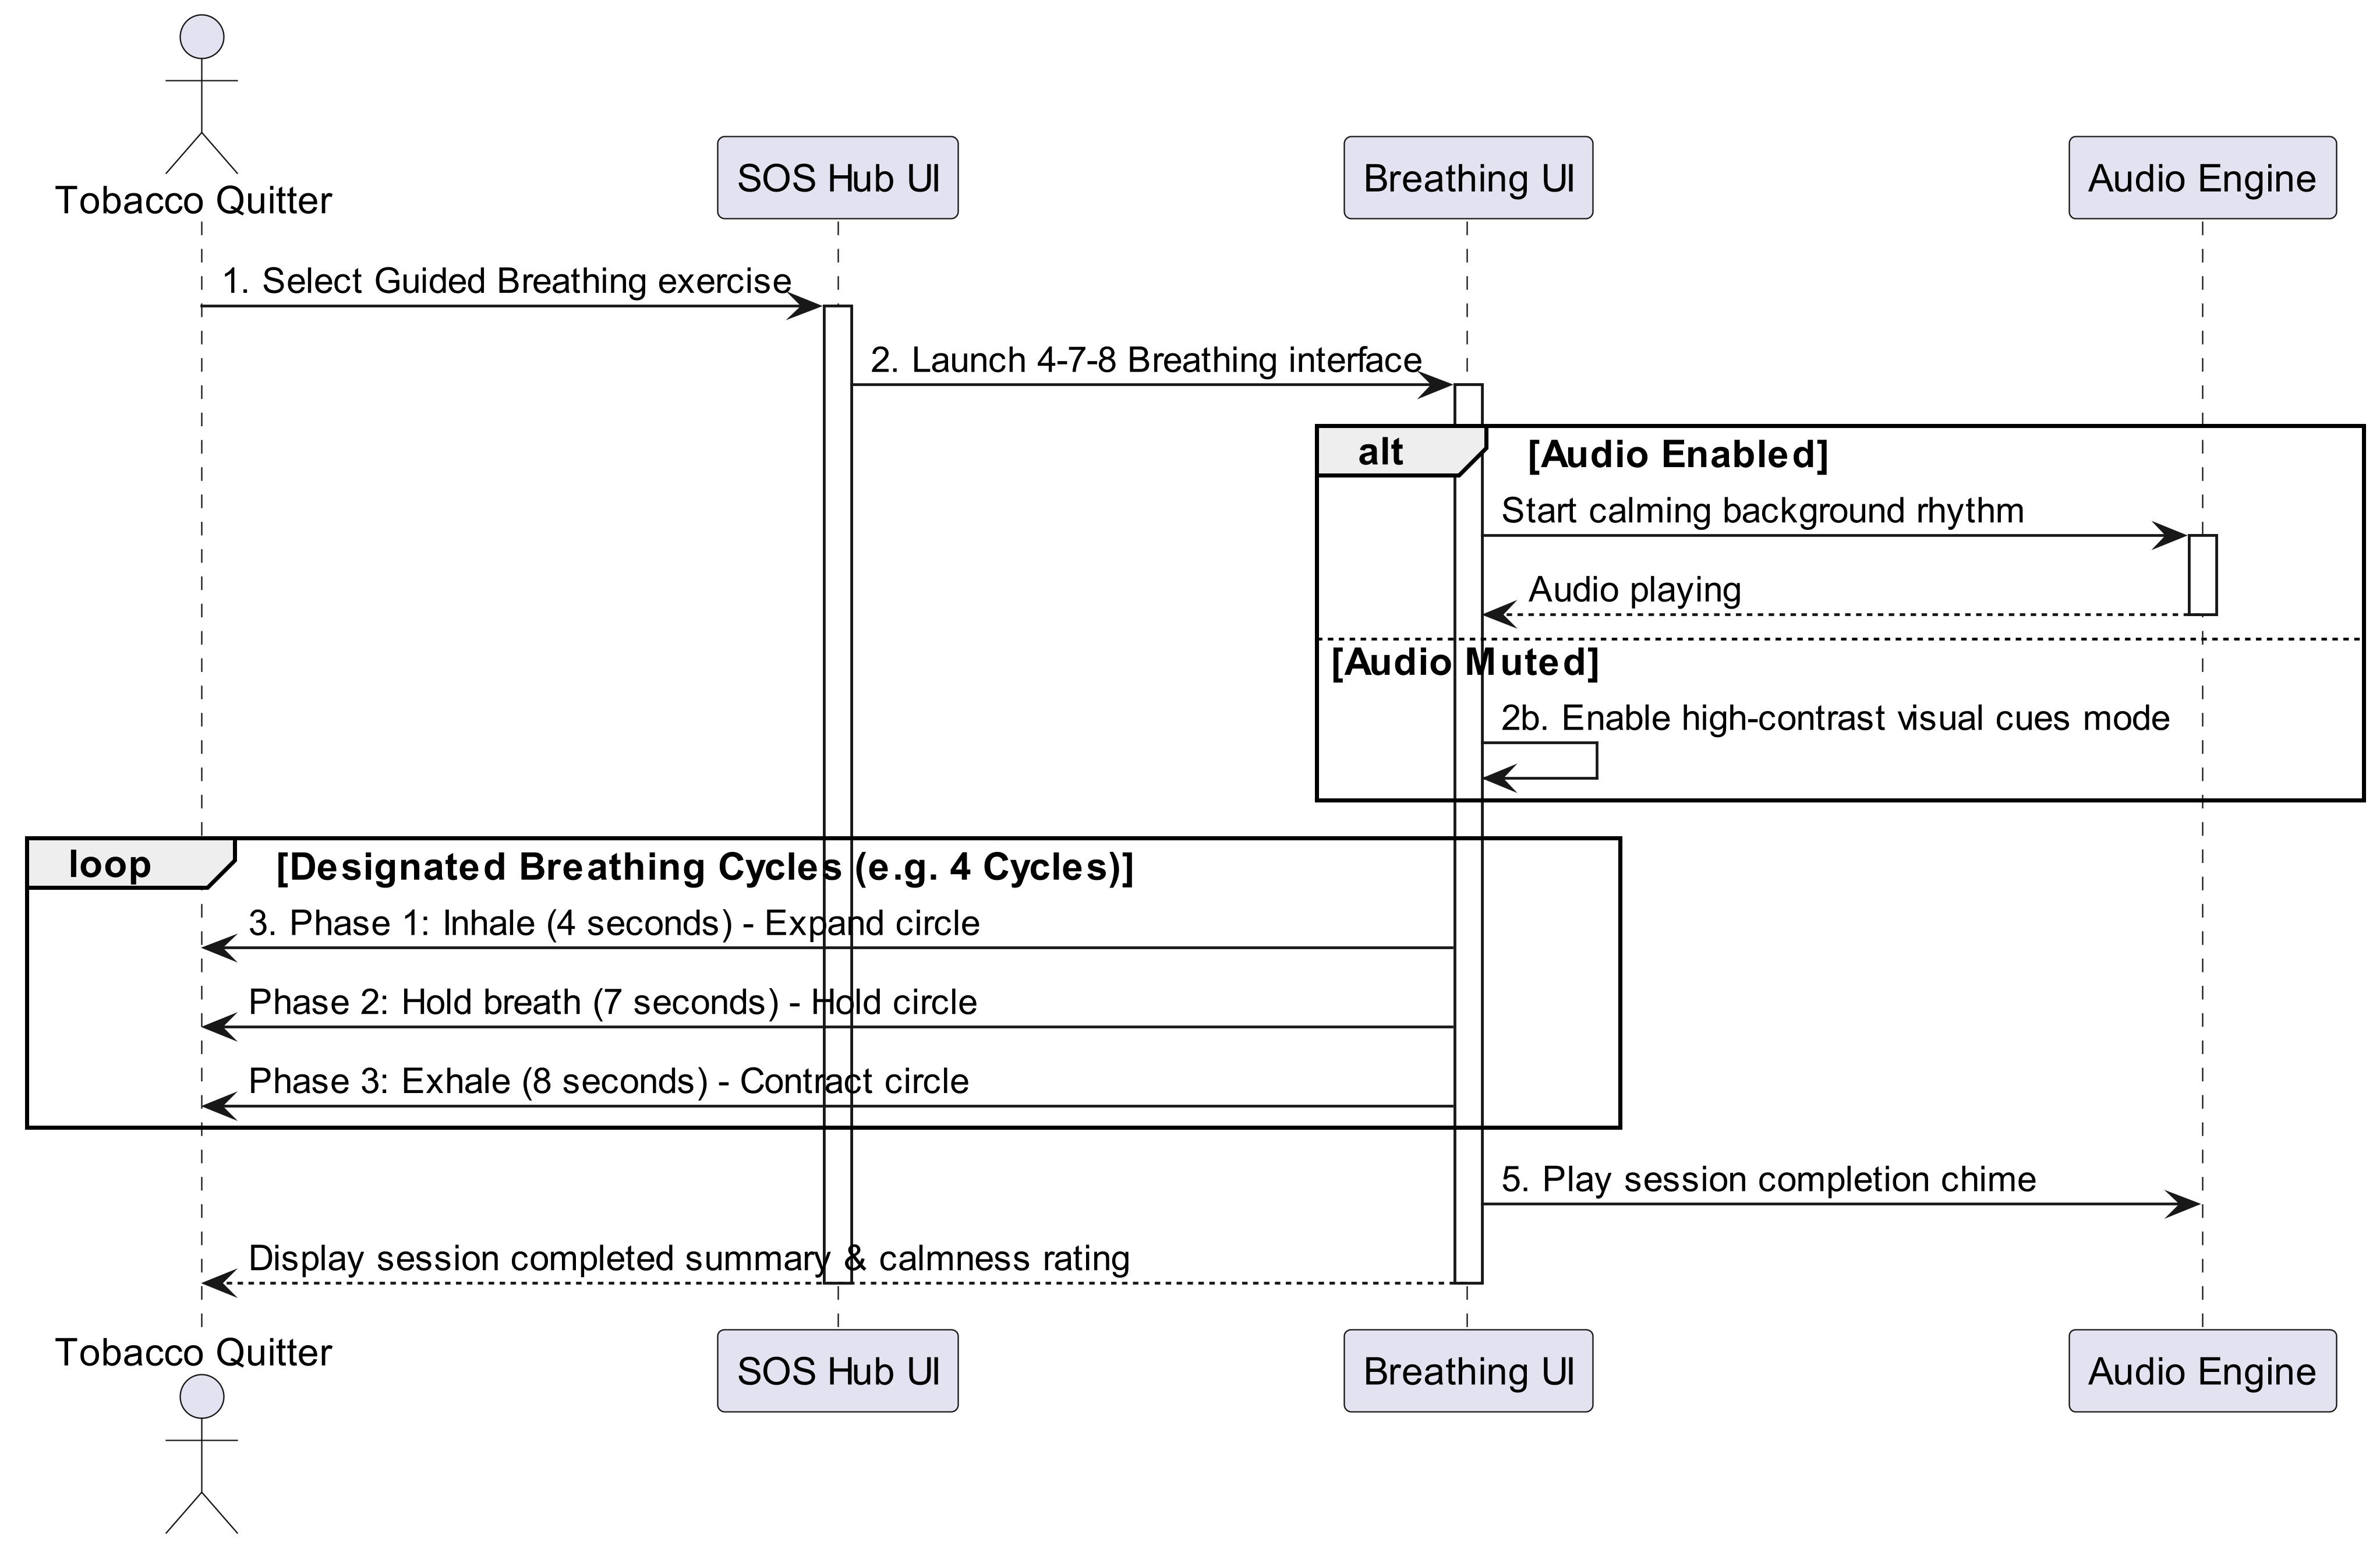 Tobacco Quitter
SOS Hub UI
Breathing UI
Audio Engine
1. Select Guided Breathing exercise
2. Launch 4-7-8 Breathing interface
alt
[Audio Enabled]
Start calming background rhythm
Audio playing
[Audio Muted]
2b. Enable high-contrast visual cues mode
loop
[Designated Breathing Cycles (e.g. 4 Cycles)]
3. Phase 1: Inhale (4 seconds) - Expand circle
Phase 2: Hold breath (7 seconds) - Hold circle
Phase 3: Exhale (8 seconds) - Contract circle
5. Play session completion chime
Display session completed summary & calmness rating
Tobacco Quitter
SOS Hub UI
Breathing UI
Audio Engine